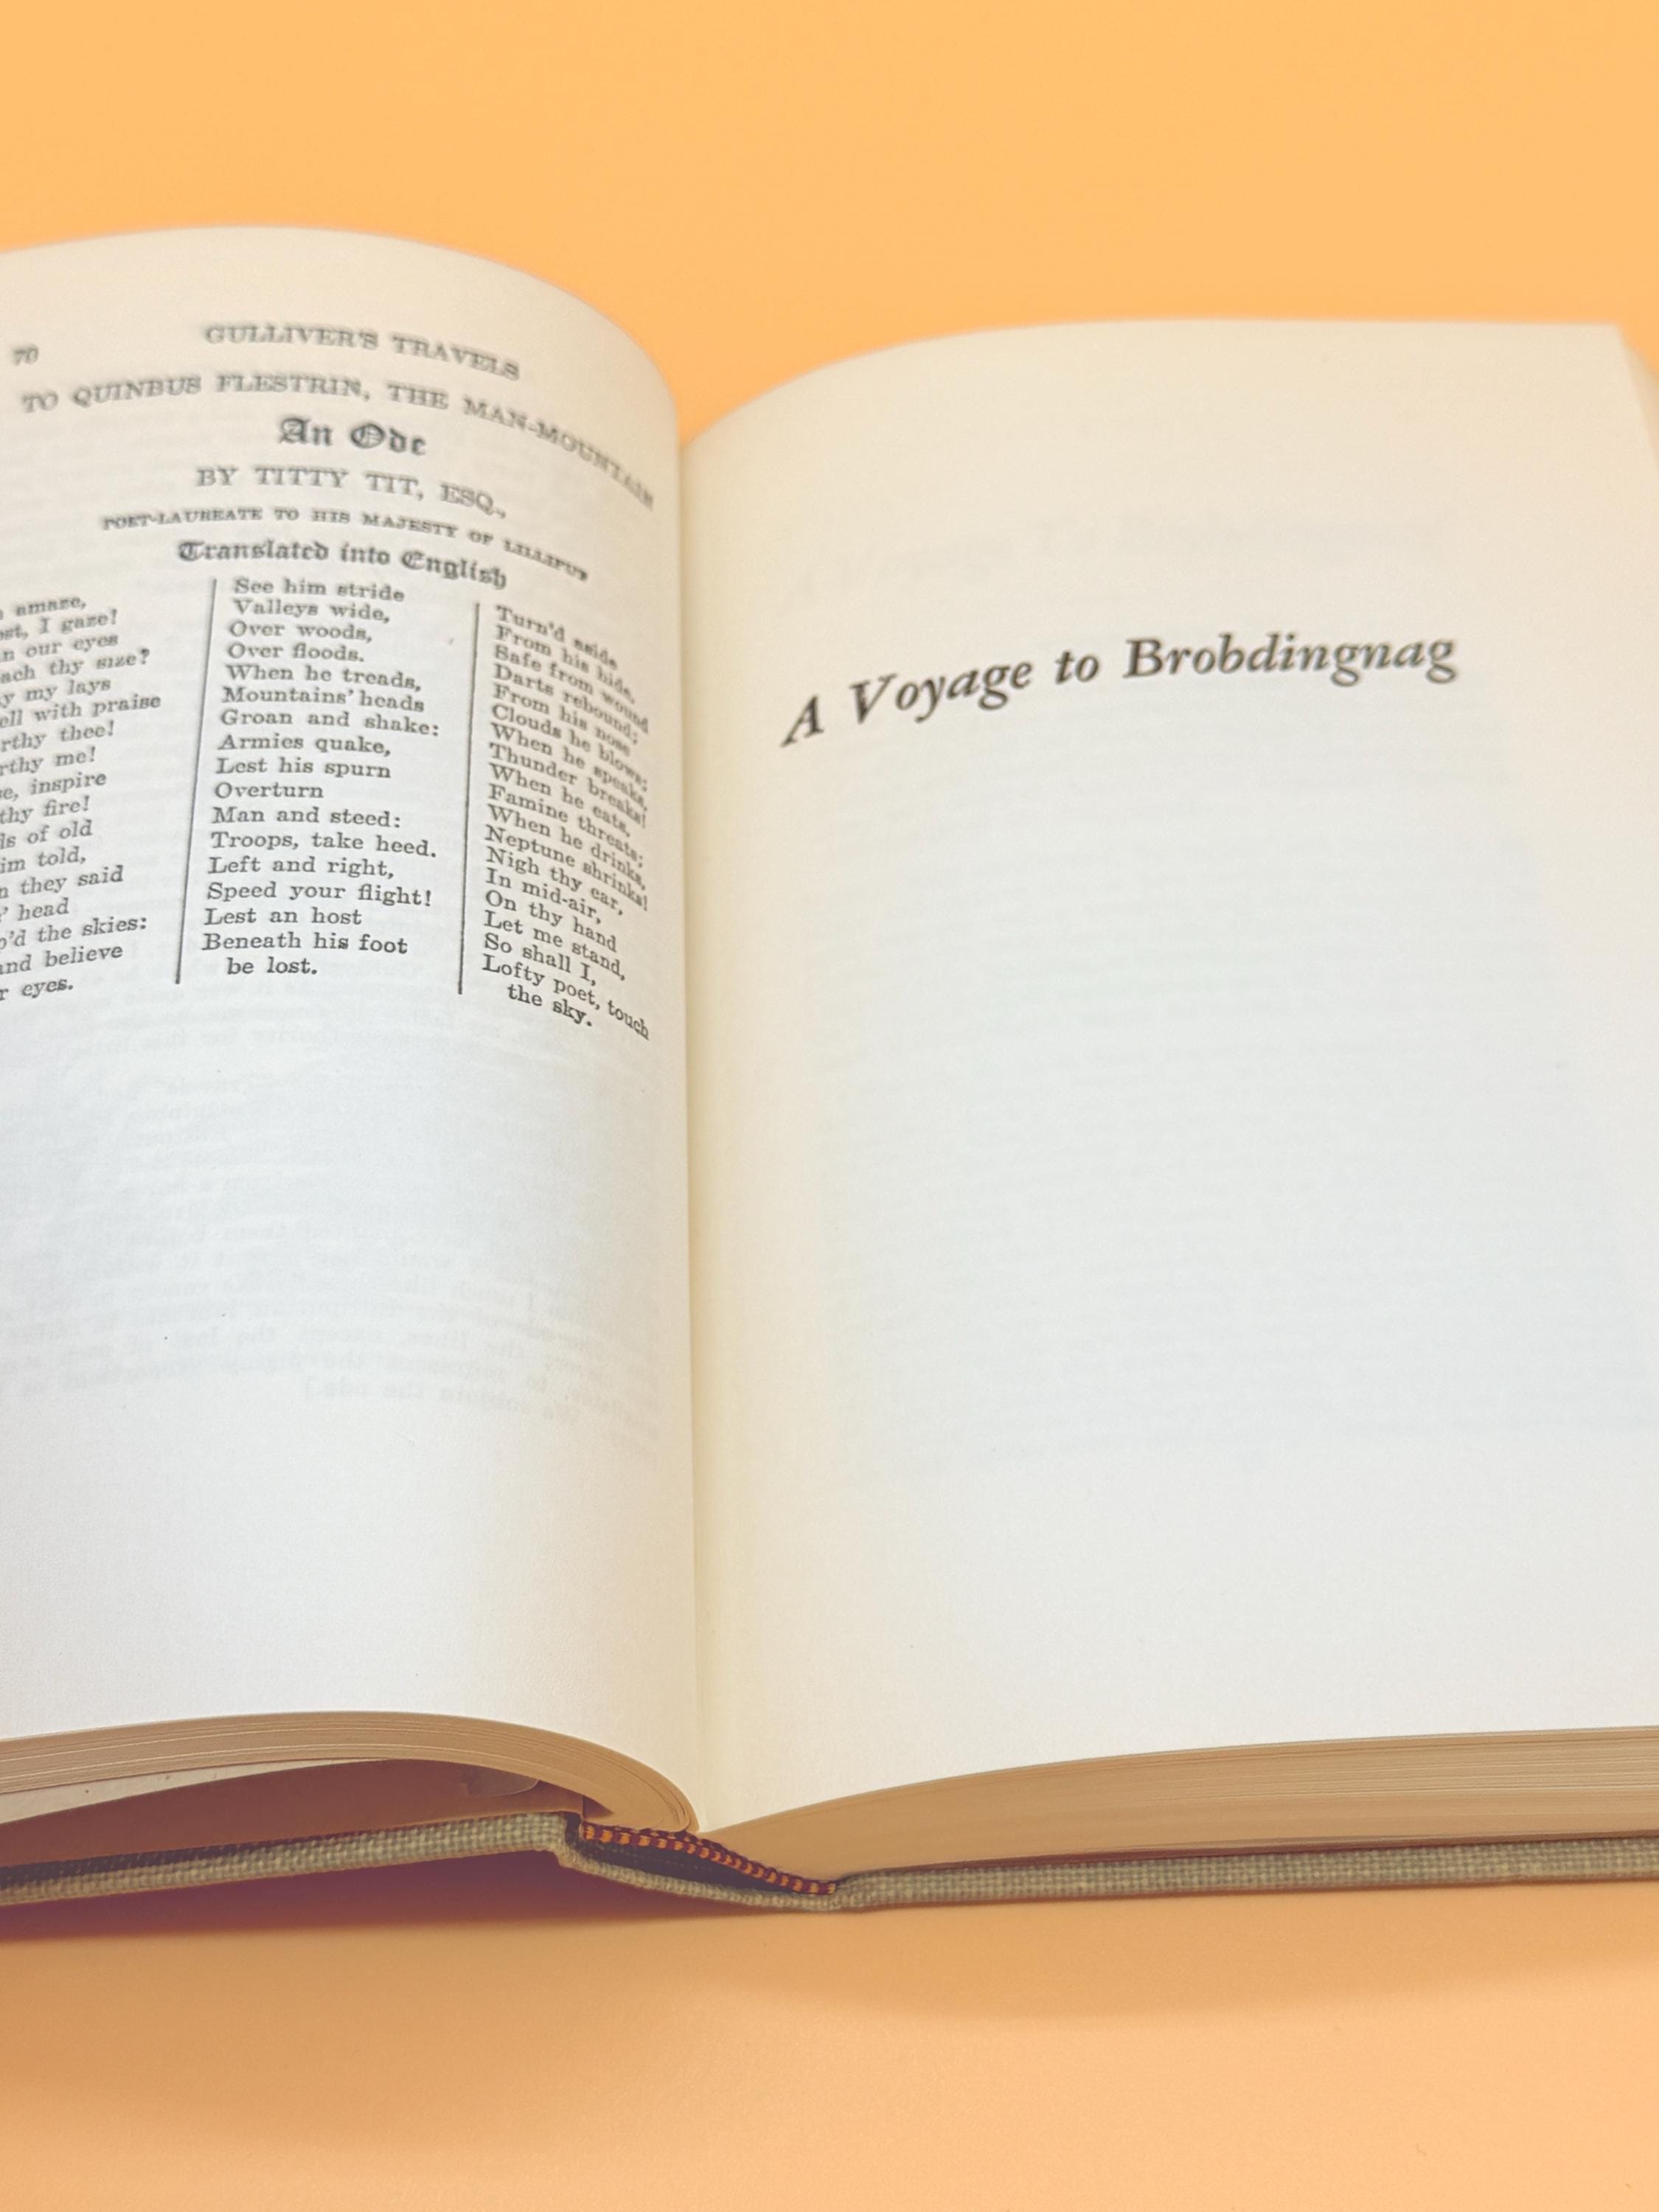 70
GULLIVER'S TRAVELS
TO QUINBUS FLESTRIN, THE MAN-MOUNTAIN
An Ode
BY TITTY TIT, ESQ.,
POET-LAUREATE TO HIS MAJESTY OF LILLIPUT
Translated into English
amaze,
I gaze!
our eyes
thy size?
my lays
with praise
thee!
me!
inspire
thy fire!
of old
told,
they said
head
the skies:
believe
eyes.
See him stride
Valleys wide,
Over woods,
Over floods.
When he treads,
Mountains' heads
Groan and shake:
Armies quake,
Lest his spurn
Overturn
Man and steed:
Troops, take heed.
Left and right,
Speed your flight!
Lest an host
Beneath his foot
be lost.
Turn'd aside
From his hide,
Safe from wound
Darts rebound;
From his nose
Clouds he blows;
When he speaks,
Thunder breaks!
When he eats,
Famine threats;
When he drinks,
Neptune shrinks!
Nigh thy ear,
In mid-air,
On thy hand
Let me stand,
So shall I,
Lofty poet, touch
the sky.
A Voyage to Brobdingnag